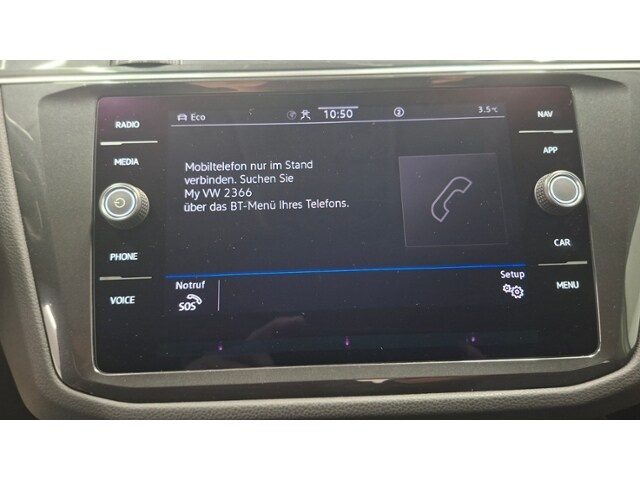 RADIO
MEDIA
PHONE
VOICE
Eco
10:50
2
3.5°C
Mobiltelefon nur im Stand
verbinden. Suchen Sie
My VW 2366
über das BT-Menü Ihres Telefons.
Notruf
SOS
Setup
NAV
APP
CAR
MENU